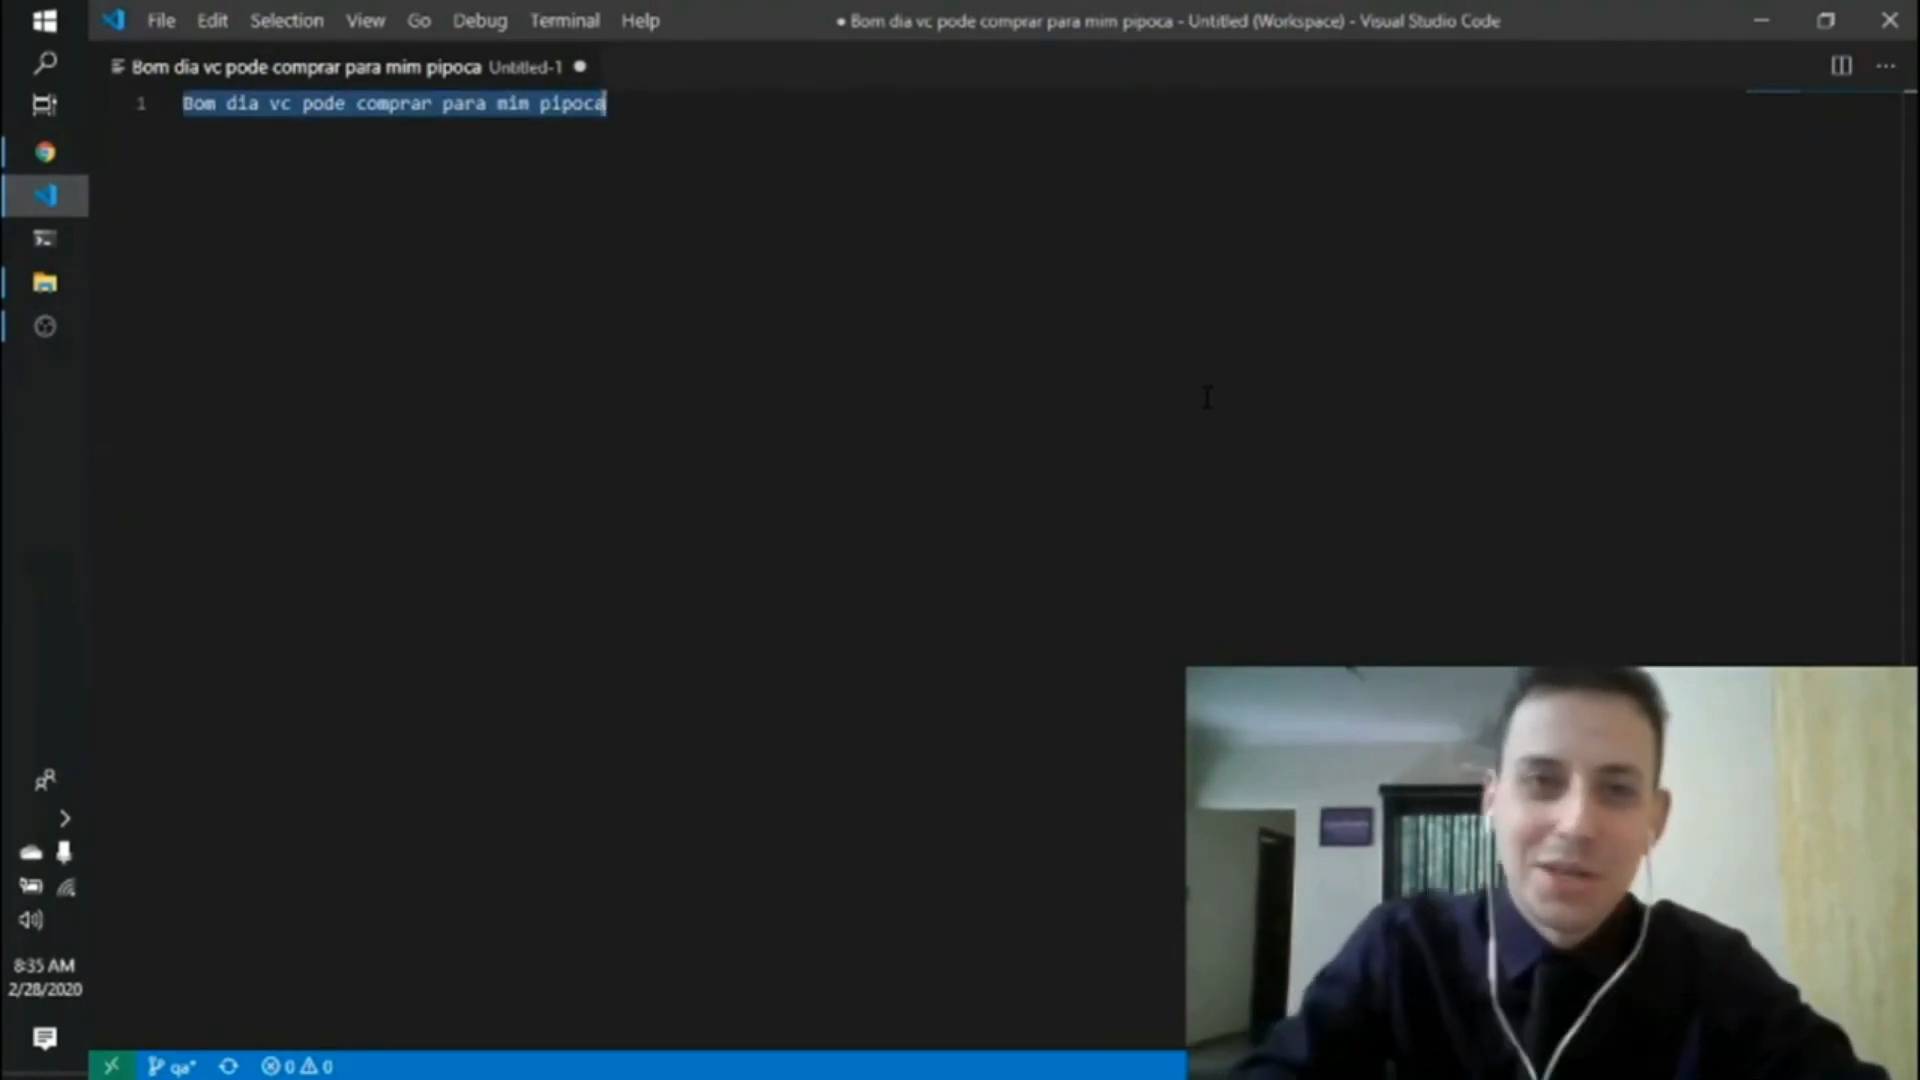 File Edit Selection View Go Debug Terminal Help
● Bom dia vc pode comprar para mim pipoca - Untitled (Workspace) - Visual Studio Code
Bom dia vc pode comprar para mim pipoca Untitled-1 ●
1 Bom dia vc pode comprar para mim pipoca
8:35 AM
2/28/2020
qa* 0 0